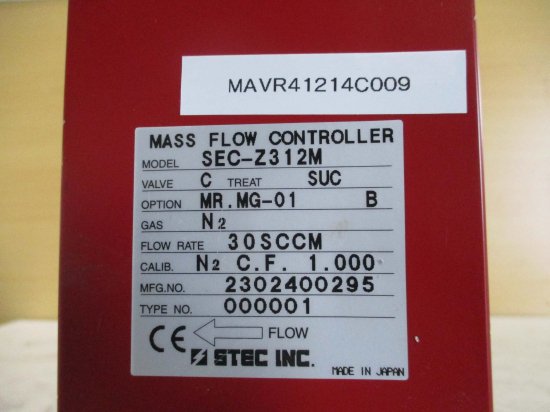 MAVR41214C009
MASS FLOW CONTROLLER
MODEL SEC-Z312M
VALVE C TREAT SUC
OPTION MR.MG-01 B
GAS N₂
FLOW RATE 30SCCM
CALIB. N₂ C.F. 1.000
MFG.NO. 2302400295
TYPE NO. 000001
CE FLOW
STEC INC.
MADE IN JAPAN